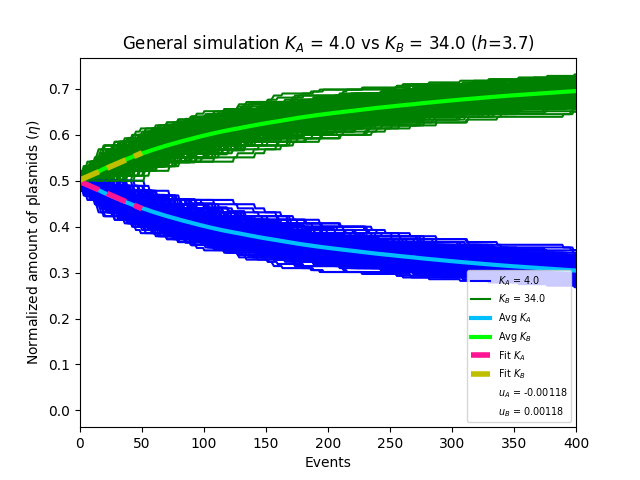 General simulation K_A = 4.0 vs K_B = 34.0 (h=3.7)
Normalized amount of plasmids (η)
0.7
0.6
0.5
0.4
0.3
0.2
0.1
0.0
K_A = 4.0
K_B = 34.0
Avg K_A
Avg K_B
Fit K_A
Fit K_B
u_A = -0.00118
u_B = 0.00118
0 50 100 150 200 250 300 350 400
Events